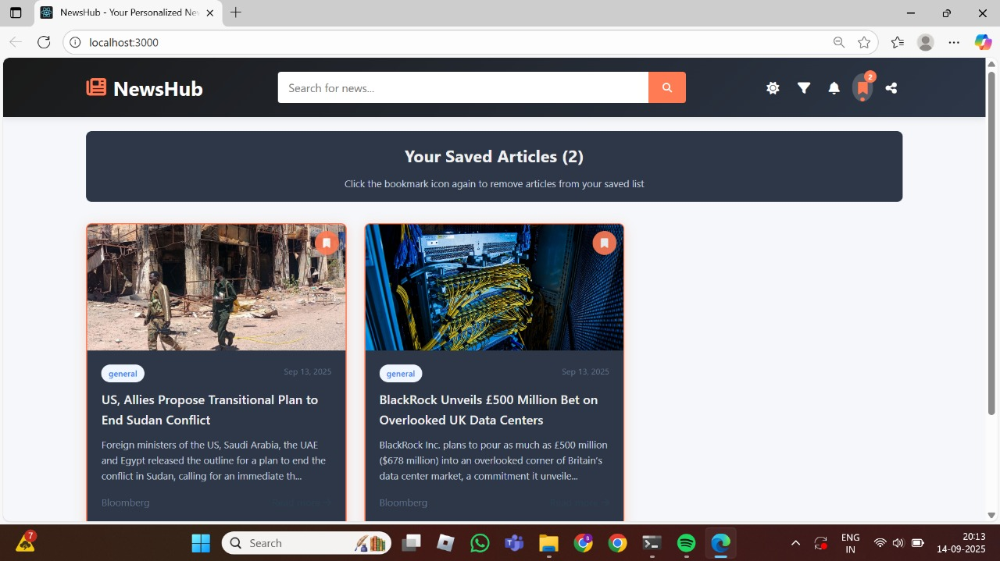 NewsHub - Your Personalized Ne
localhost:3000
NewsHub
Search for news...
2
Your Saved Articles (2)
Click the bookmark icon again to remove articles from your saved list
general
Sep 13, 2025
US, Allies Propose Transitional Plan to
End Sudan Conflict
Foreign ministers of the US, Saudi Arabia, the UAE
and Egypt released the outline for a plan to end the
conflict in Sudan, calling for an immediate th...
Bloomberg
Read more
general
Sep 13, 2025
BlackRock Unveils £500 Million Bet on
Overlooked UK Data Centers
BlackRock Inc. plans to pour as much as £500 million
($678 million) into an overlooked corner of Britain's
data center market, a commitment it unveile...
Bloomberg
Read more
7
Search
ENG
IN
20:13
14-09-2025